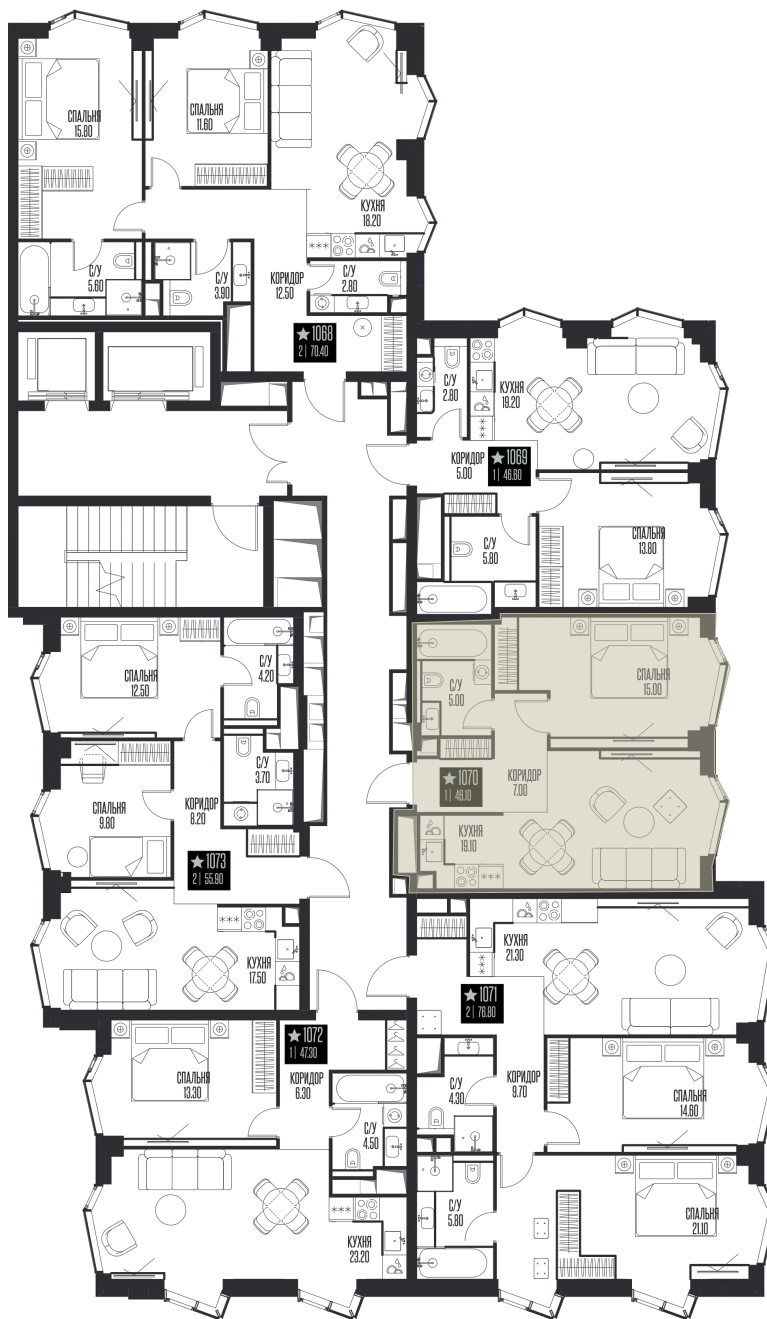 СПАЛЬНЯ
15.80
СПАЛЬНЯ
11.60
КУХНЯ
18.20
С/У
5.60
С/У
3.90
КОРИДОР
12.50
С/У
2.80
★1068
2 | 70.40
С/У
2.80
КУХНЯ
19.20
КОРИДОР
5.00
★1069
1 | 46.60
С/У
5.80
СПАЛЬНЯ
13.80
СПАЛЬНЯ
12.50
С/У
4.20
С/У
5.00
СПАЛЬНЯ
15.00
С/У
3.70
СПАЛЬНЯ
9.80
КОРИДОР
8.20
★1070
1 | 46.10
КОРИДОР
7.00
КУХНЯ
19.10
★1073
2 | 55.90
КУХНЯ
17.50
КУХНЯ
21.30
★1071
2 | 76.80
★1072
1 | 47.30
СПАЛЬНЯ
13.30
КОРИДОР
6.30
С/У
4.50
С/У
4.30
КОРИДОР
9.70
СПАЛЬНЯ
14.60
КУХНЯ
23.20
С/У
5.80
СПАЛЬНЯ
21.10